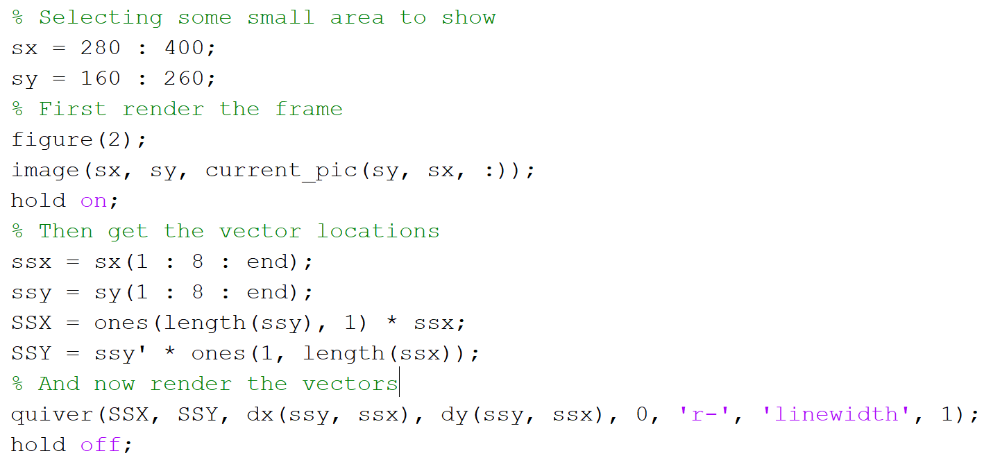 % Selecting some small area to show
sx = 280 : 400;
sy = 160 : 260;
% First render the frame
figure(2);
image(sx, sy, current_pic(sy, sx, :));
hold on;
% Then get the vector locations
ssx = sx(1 : 8 : end);
ssy = sy(1 : 8 : end);
SSX = ones(length(ssy), 1) * ssx;
SSY = ssy' * ones(1, length(ssx));
% And now render the vectors
quiver(SSX, SSY, dx(ssy, ssx), dy(ssy, ssx), 0, 'r-', 'linewidth', 1);
hold off;